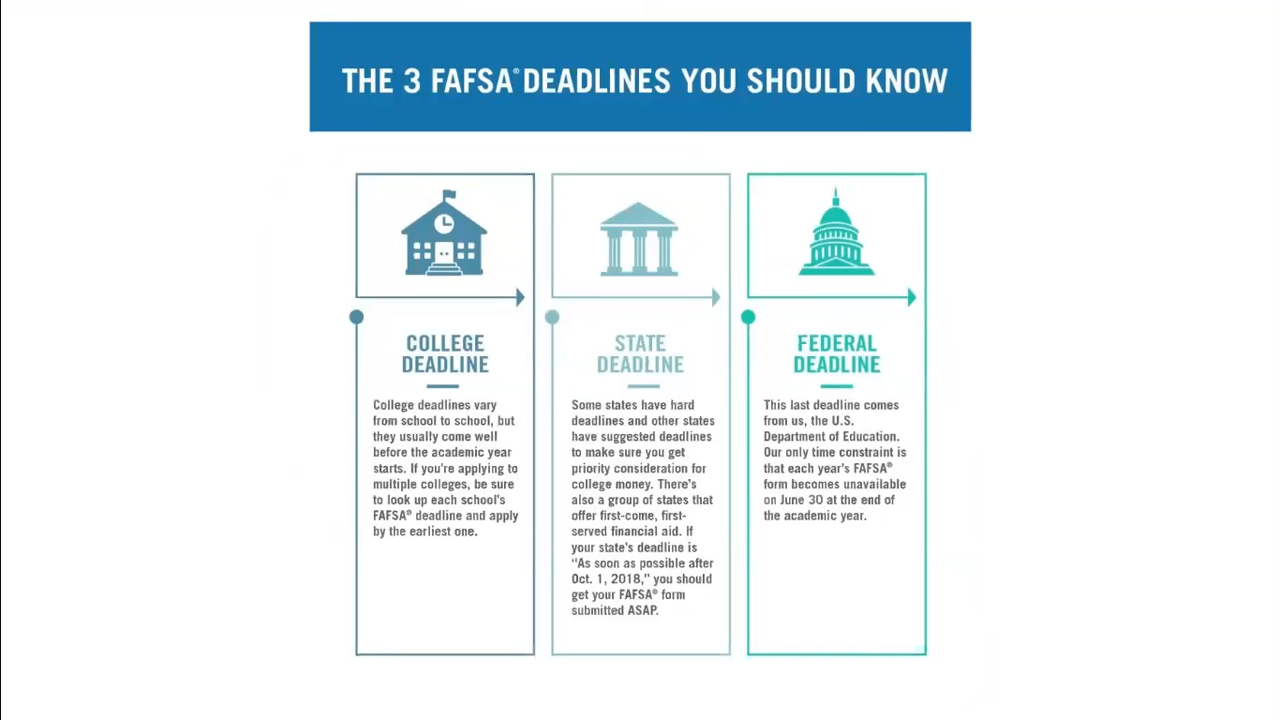 THE 3 FAFSA® DEADLINES YOU SHOULD KNOW
COLLEGE
DEADLINE
College deadlines vary
from school to school, but
they usually come well
before the academic year
starts. If you're applying to
multiple colleges, be sure
to look up each school's
FAFSA® deadline and apply
by the earliest one.
STATE
DEADLINE
Some states have hard
deadlines and other states
have suggested deadlines
to make sure you get
priority consideration for
college money. There's
also a group of states that
offer first-come, first-
served financial aid. If
your state's deadline is
“As soon as possible after
Oct. 1, 2018,” you should
get your FAFSA® form
submitted ASAP.
FEDERAL
DEADLINE
This last deadline comes
from us, the U.S.
Department of Education.
Our only time constraint is
that each year's FAFSA®
form becomes unavailable
on June 30 at the end of
the academic year.